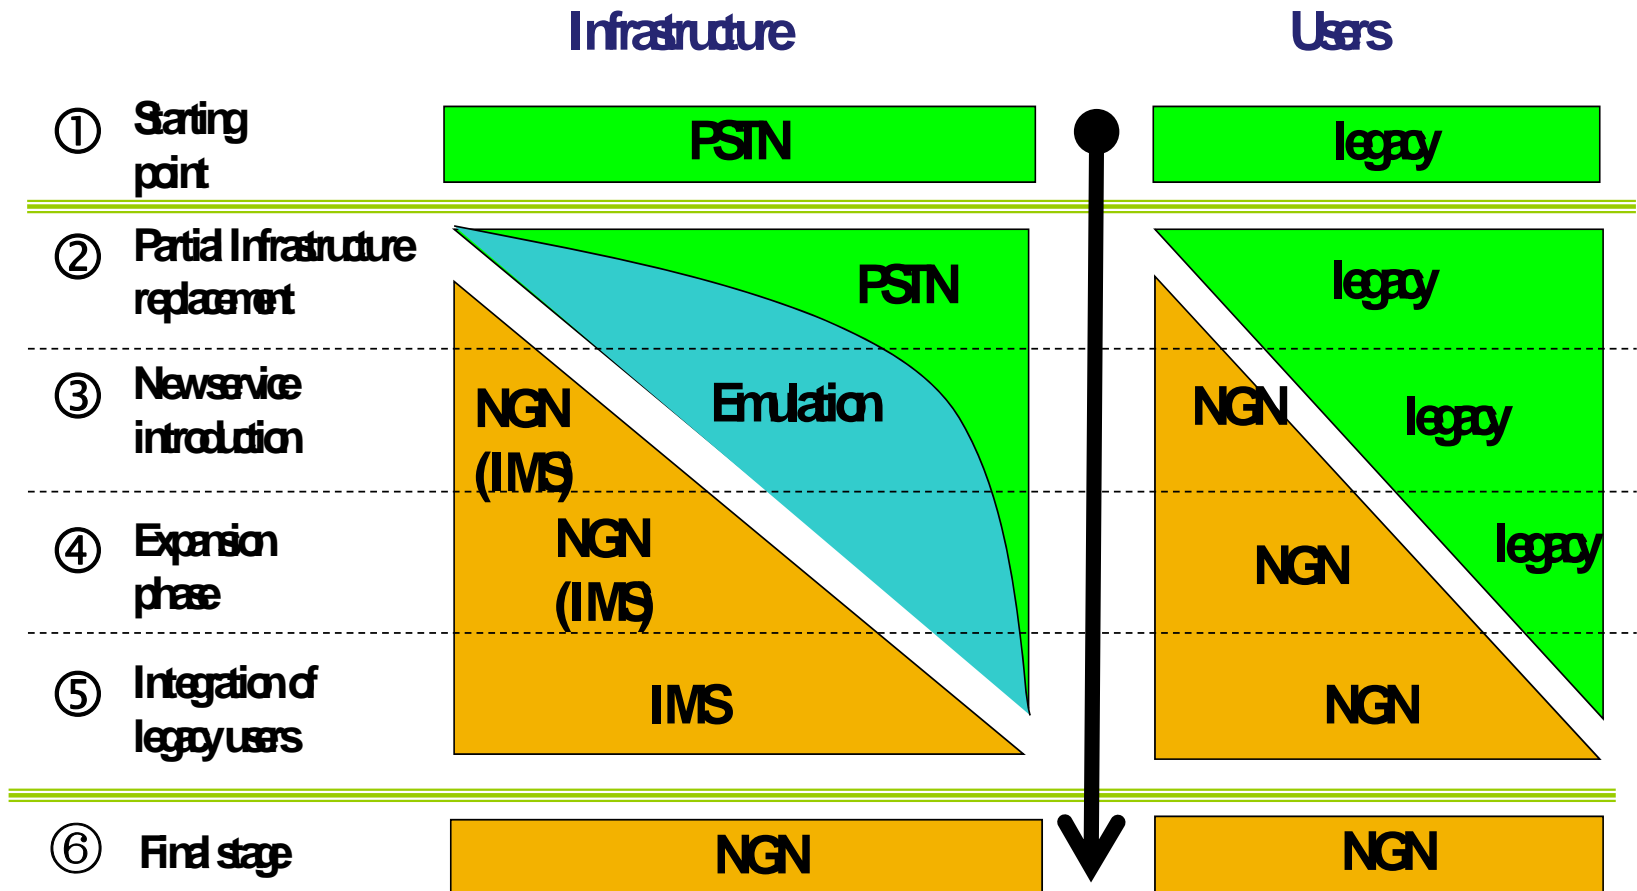 Infrastructure
Users
① Starting
point
PSTN
legacy
② Partial Infrastructure
replacement
PSTN
legacy
③ New service
introduction
NGN
(IMS)
Emulation
NGN
legacy
④ Expansion
phase
NGN
(IMS)
NGN
legacy
⑤ Integration of
legacy users
IMS
NGN
⑥ Final stage
NGN
NGN